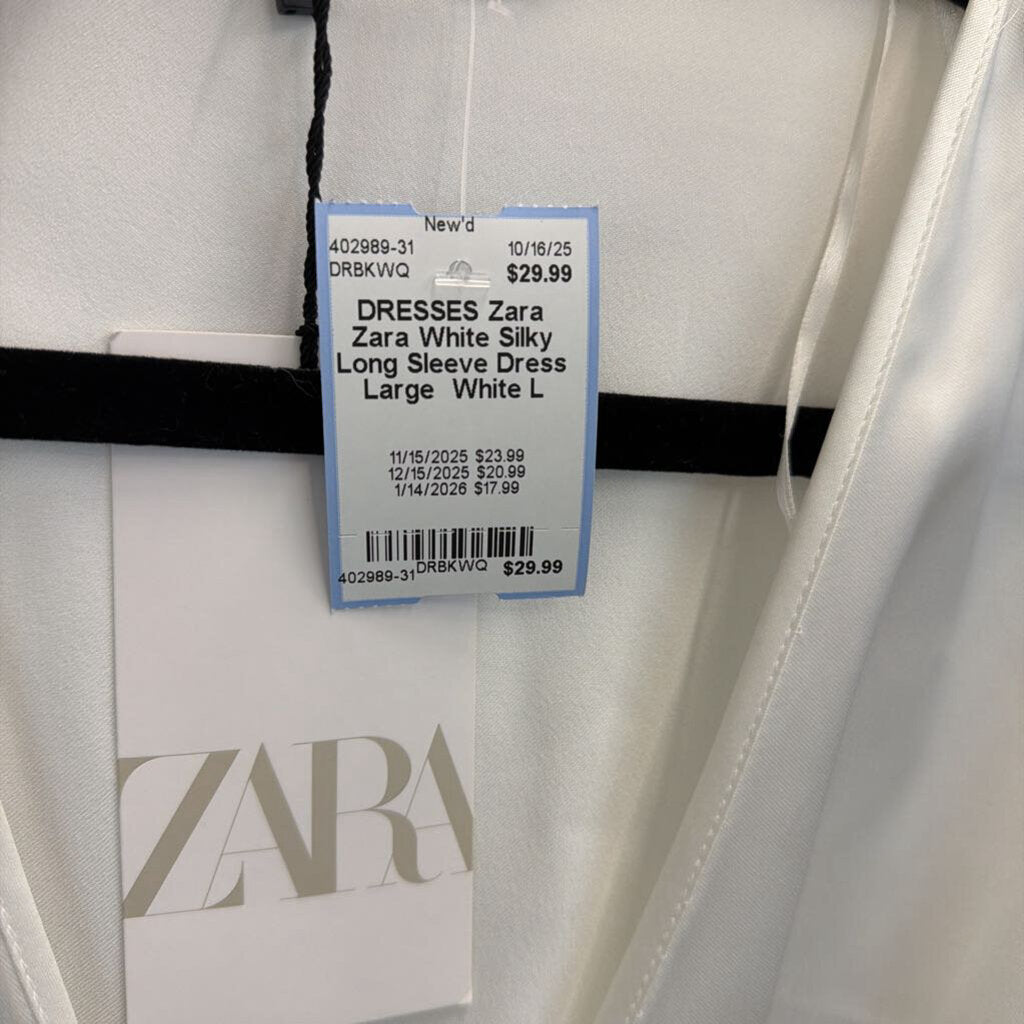 New'd
402989-31 10/16/25
DRBKWQ $29.99
DRESSES Zara
Zara White Silky
Long Sleeve Dress
Large White L
11/15/2025 $23.99
12/15/2025 $20.99
1/14/2026 $17.99
402989-31 DRBKWQ $29.99
ZARA